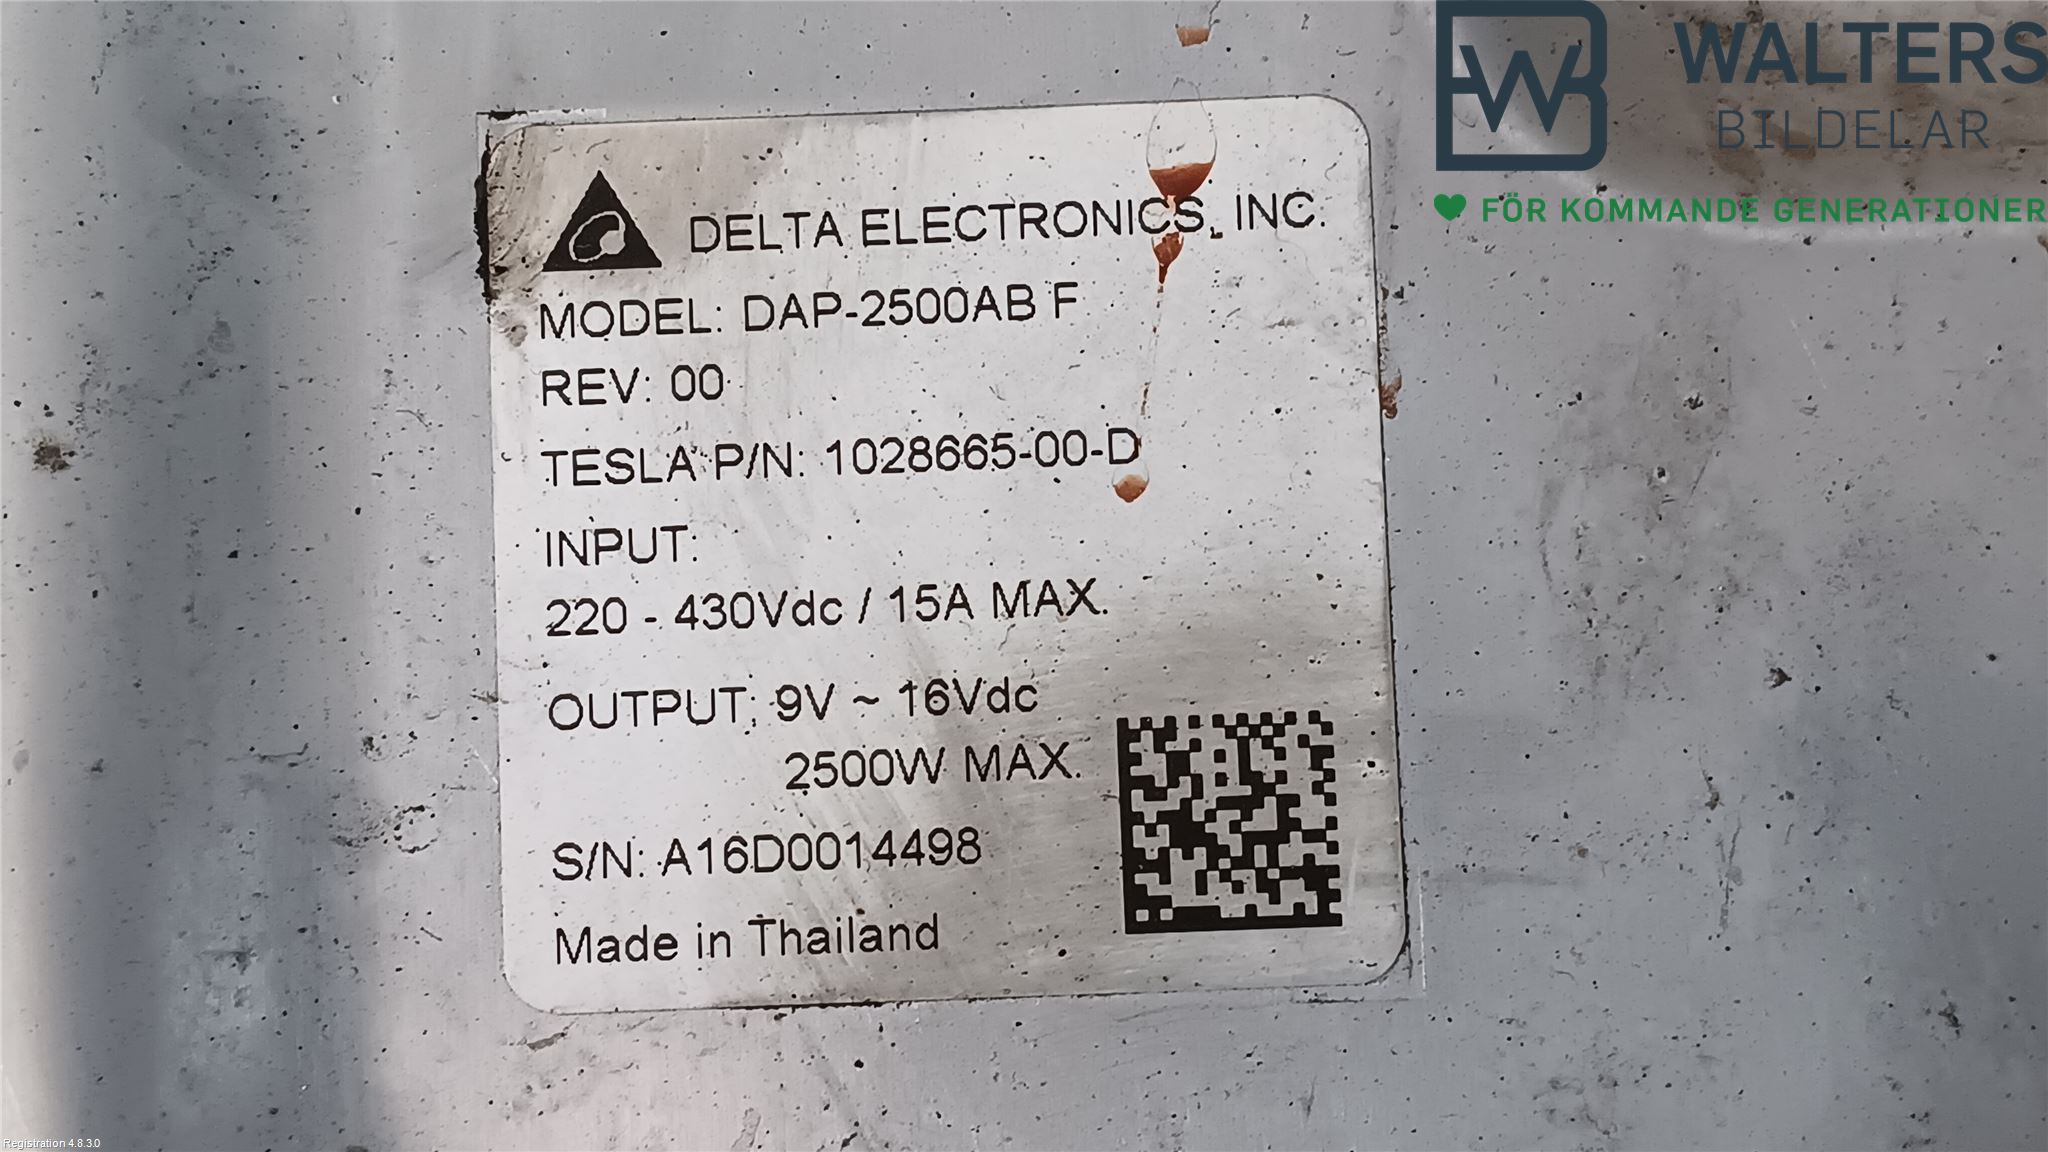 WALTERS
BILDELAR
FÖR KOMMANDE GENERATIONER
DELTA ELECTRONICS, INC.
MODEL: DAP-2500AB F
REV: 00
TESLA P/N: 1028665-00-D
INPUT:
220 - 430Vdc / 15A MAX.
OUTPUT: 9V ~ 16Vdc
2500W MAX.
S/N: A16D0014498
Made in Thailand
Registration 4.8.3.0